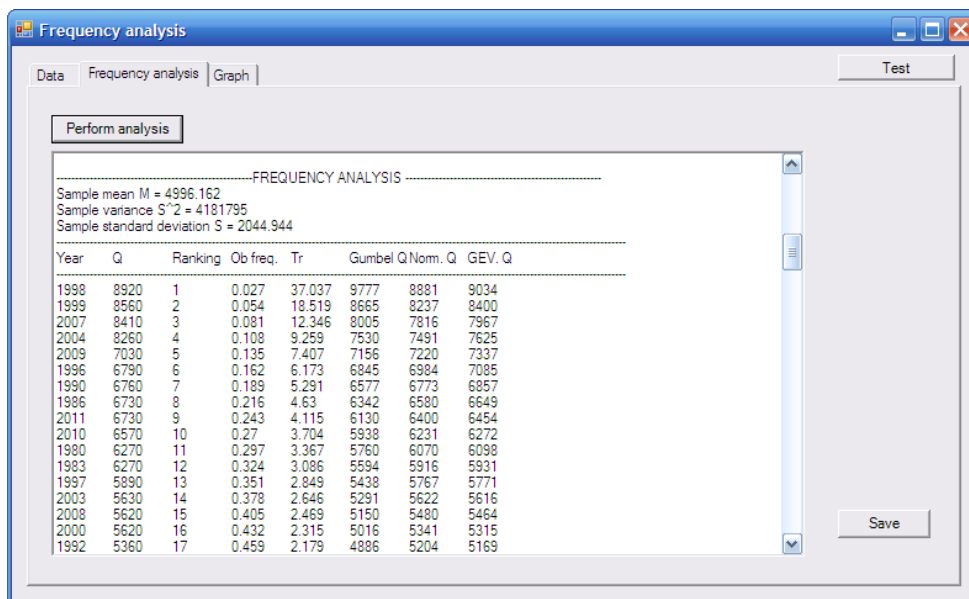 Frequency analysis
Data Frequency analysis Graph Test
Perform analysis
------------------------------------------------FREQUENCY ANALYSIS ------------------------------------------------
Sample mean M = 4996.162
Sample variance S^2 = 4181795
Sample standard deviation S = 2044.944
Year Q Ranking Ob freq. Tr Gumbel Q Norm. Q GEV. Q
1998 8920 1 0.027 37.037 9777 8881 9034
1999 8560 2 0.054 18.519 8665 8237 8400
2007 8410 3 0.081 12.346 8005 7816 7967
2004 8260 4 0.108 9.259 7530 7491 7625
2009 7030 5 0.135 7.407 7156 7220 7337
1996 6790 6 0.162 6.173 6845 6984 7085
1990 6760 7 0.189 5.291 6577 6773 6857
1986 6730 8 0.216 4.63 6342 6580 6649
2011 6730 9 0.243 4.115 6130 6400 6454
2010 6570 10 0.27 3.704 5938 6231 6272
1980 6270 11 0.297 3.367 5760 6070 6098
1983 6270 12 0.324 3.086 5594 5916 5931
1997 5890 13 0.351 2.849 5438 5767 5771
2003 5630 14 0.378 2.646 5291 5622 5616
2008 5620 15 0.405 2.469 5150 5480 5464
2000 5620 16 0.432 2.315 5016 5341 5315
1992 5360 17 0.459 2.179 4886 5204 5169
Save